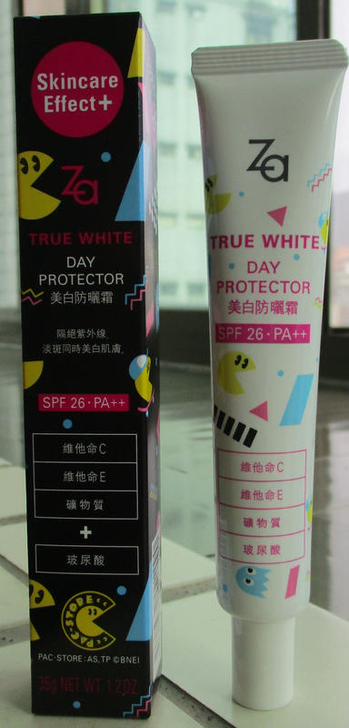 Skincare
Effect+
Za
TRUE WHITE
DAY
PROTECTOR
美白防曬霜
隔絕紫外線,
淡斑同時美白肌膚。
SPF 26・PA++
維他命C
維他命E
礦物質
+
玻尿酸
PAC-STORE
PAC-STORE:AS,TP ©BNEI
35g NET WT. 1.2 OZ.
Za
TRUE WHITE
DAY
PROTECTOR
美白防曬霜
SPF 26・PA++
維他命C
維他命E
礦物質
玻尿酸